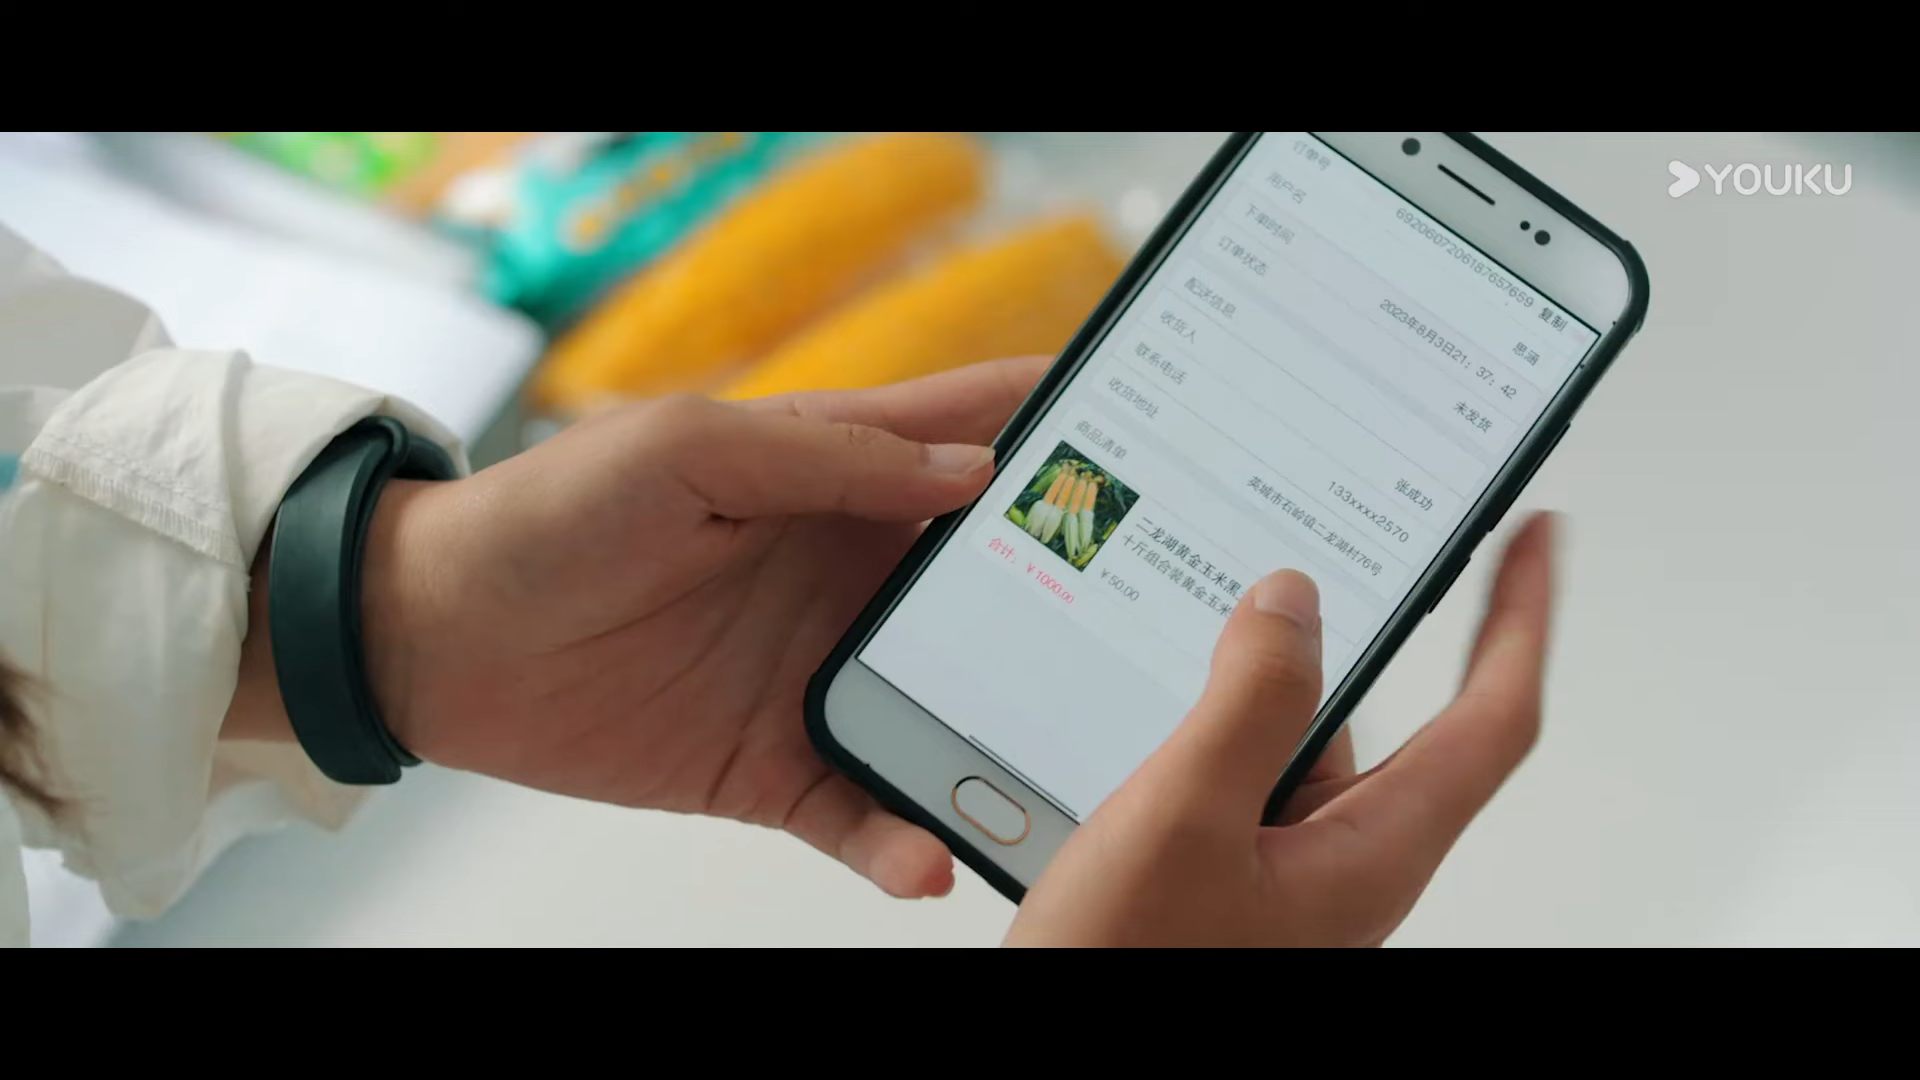 YOUKU
订单号 6920607206187657659 复制
用户名 思涵
下单时间 2023年8月3日21:37:42
订单状态 未发货
配送信息
收货人 张成功
联系电话 133xxxx2570
收货地址 英城市石岭镇二龙湖村76号
商品清单
二龙湖黄金玉米黑
十斤组合装黄金玉米
¥50.00
合计:¥1000.00